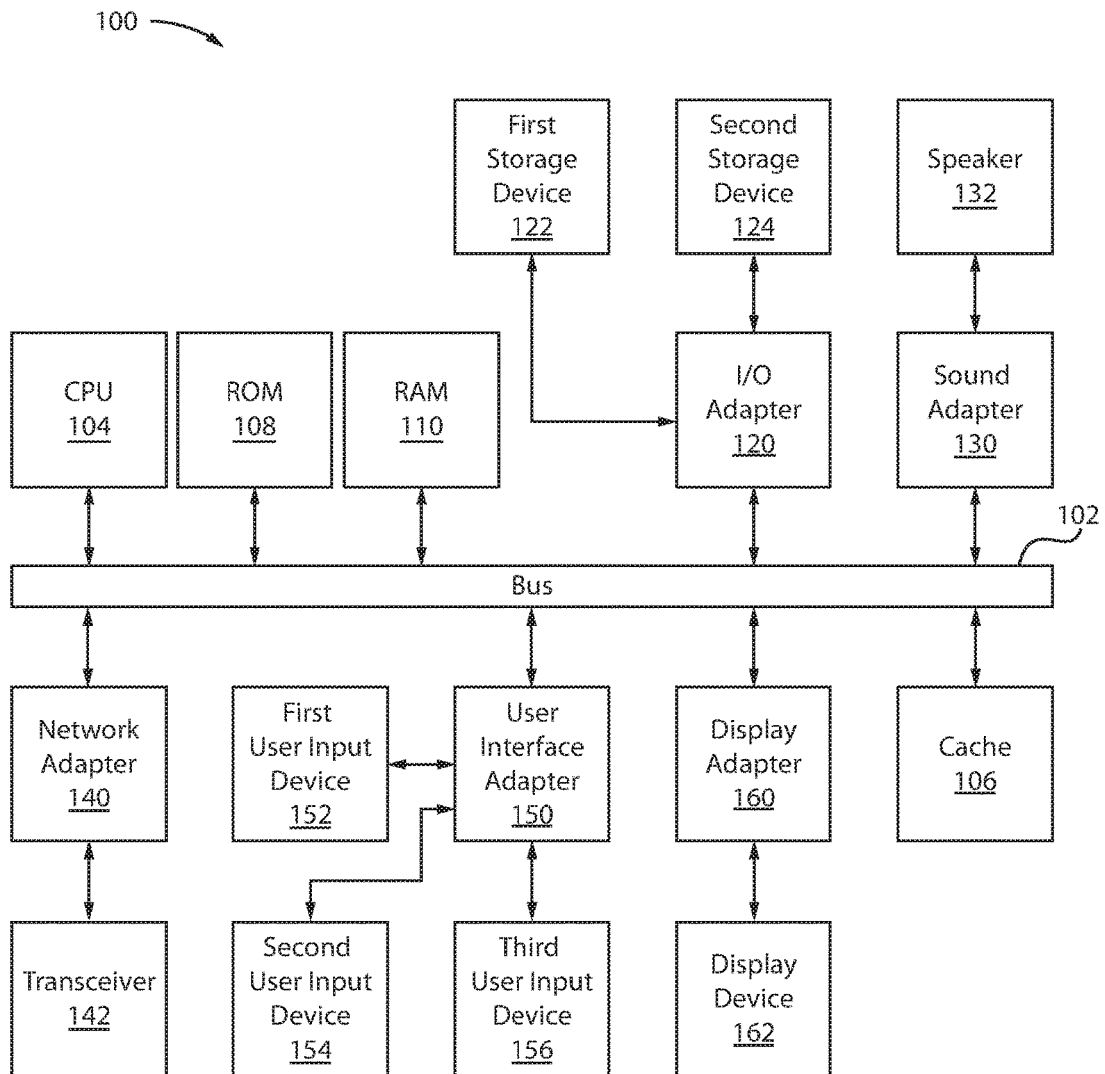 100
First
Storage
Device
122
Second
Storage
Device
124
Speaker
132
CPU
104
ROM
108
RAM
110
I/O
Adapter
120
Sound
Adapter
130
102
Bus
Network
Adapter
140
First
User Input
Device
152
User
Interface
Adapter
150
Display
Adapter
160
Cache
106
Transceiver
142
Second
User Input
Device
154
Third
User Input
Device
156
Display
Device
162